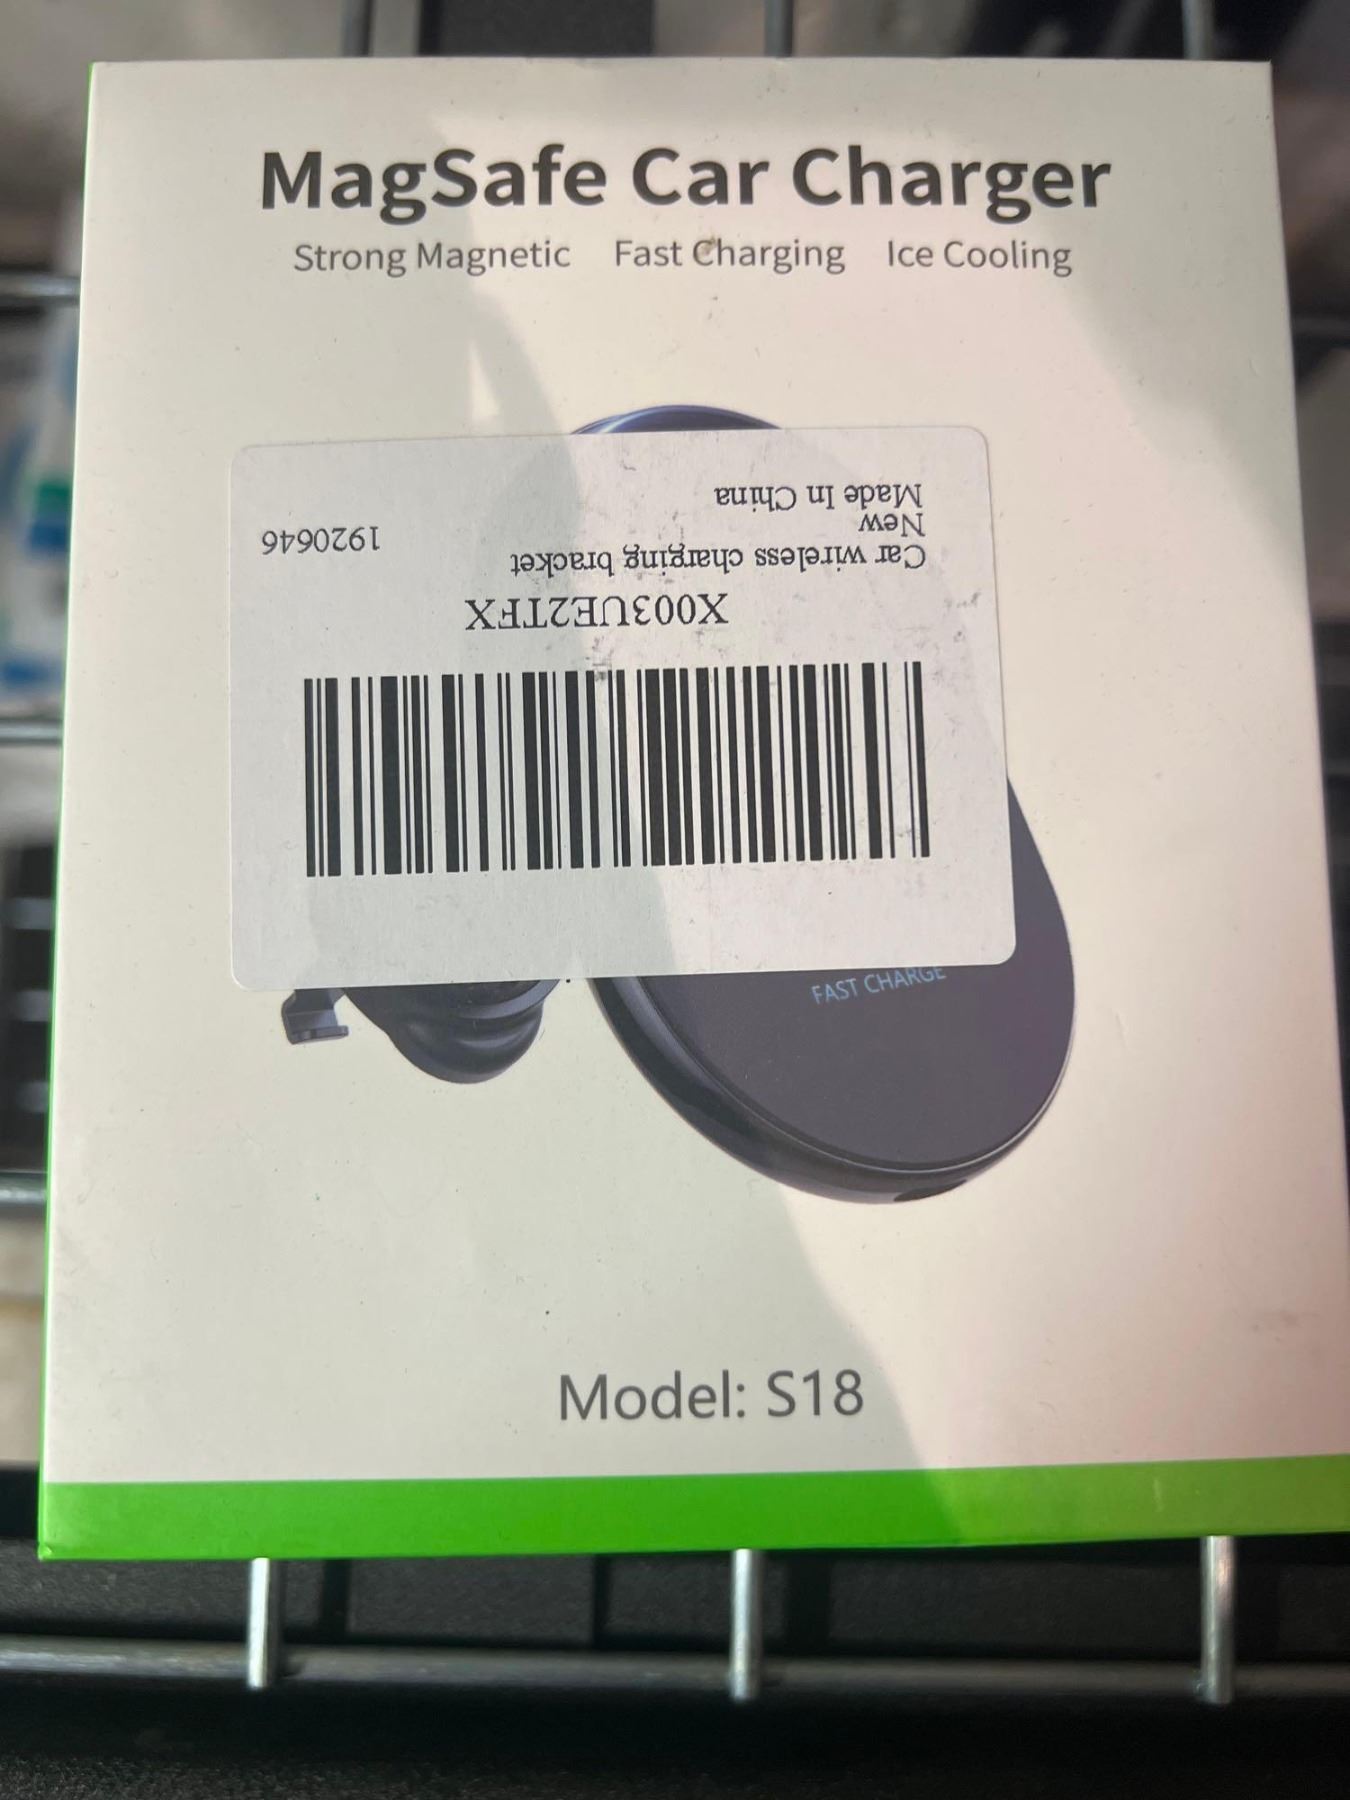 MagSafe Car Charger
Strong Magnetic Fast Charging Ice Cooling
X003UE2TFX
Car wireless charging bracket
New
Made In China
1920646
FAST CHARGE
Model: S18